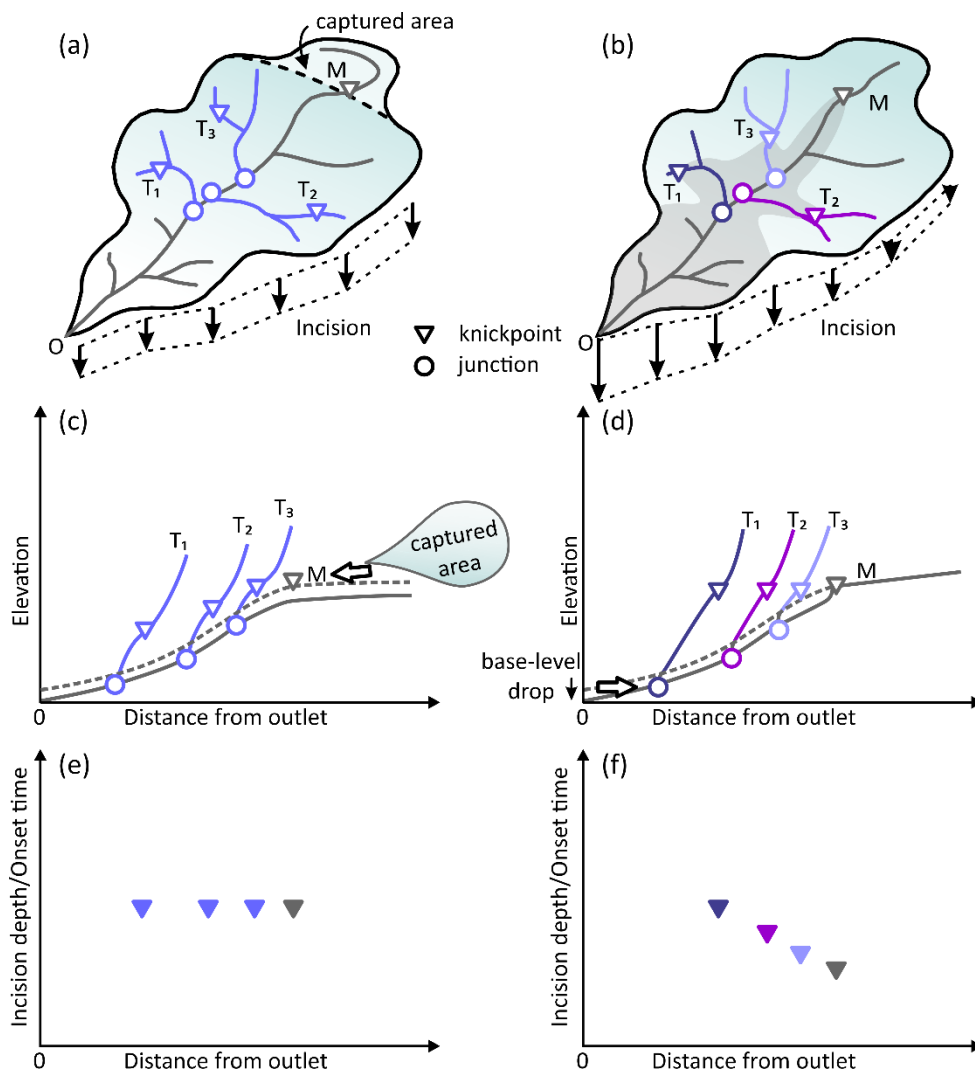 (a)
captured area
M
T3
T1
T2
Incision
O
(b)
M
T3
T1
T2
Incision
O
knickpoint
junction
(c)
Elevation
T1
T2
T3
M
captured
area
0
Distance from outlet
(d)
Elevation
T1
T2
T3
M
base-level
drop
0
Distance from outlet
(e)
Incision depth/Onset time
0
Distance from outlet
(f)
Incision depth/Onset time
0
Distance from outlet